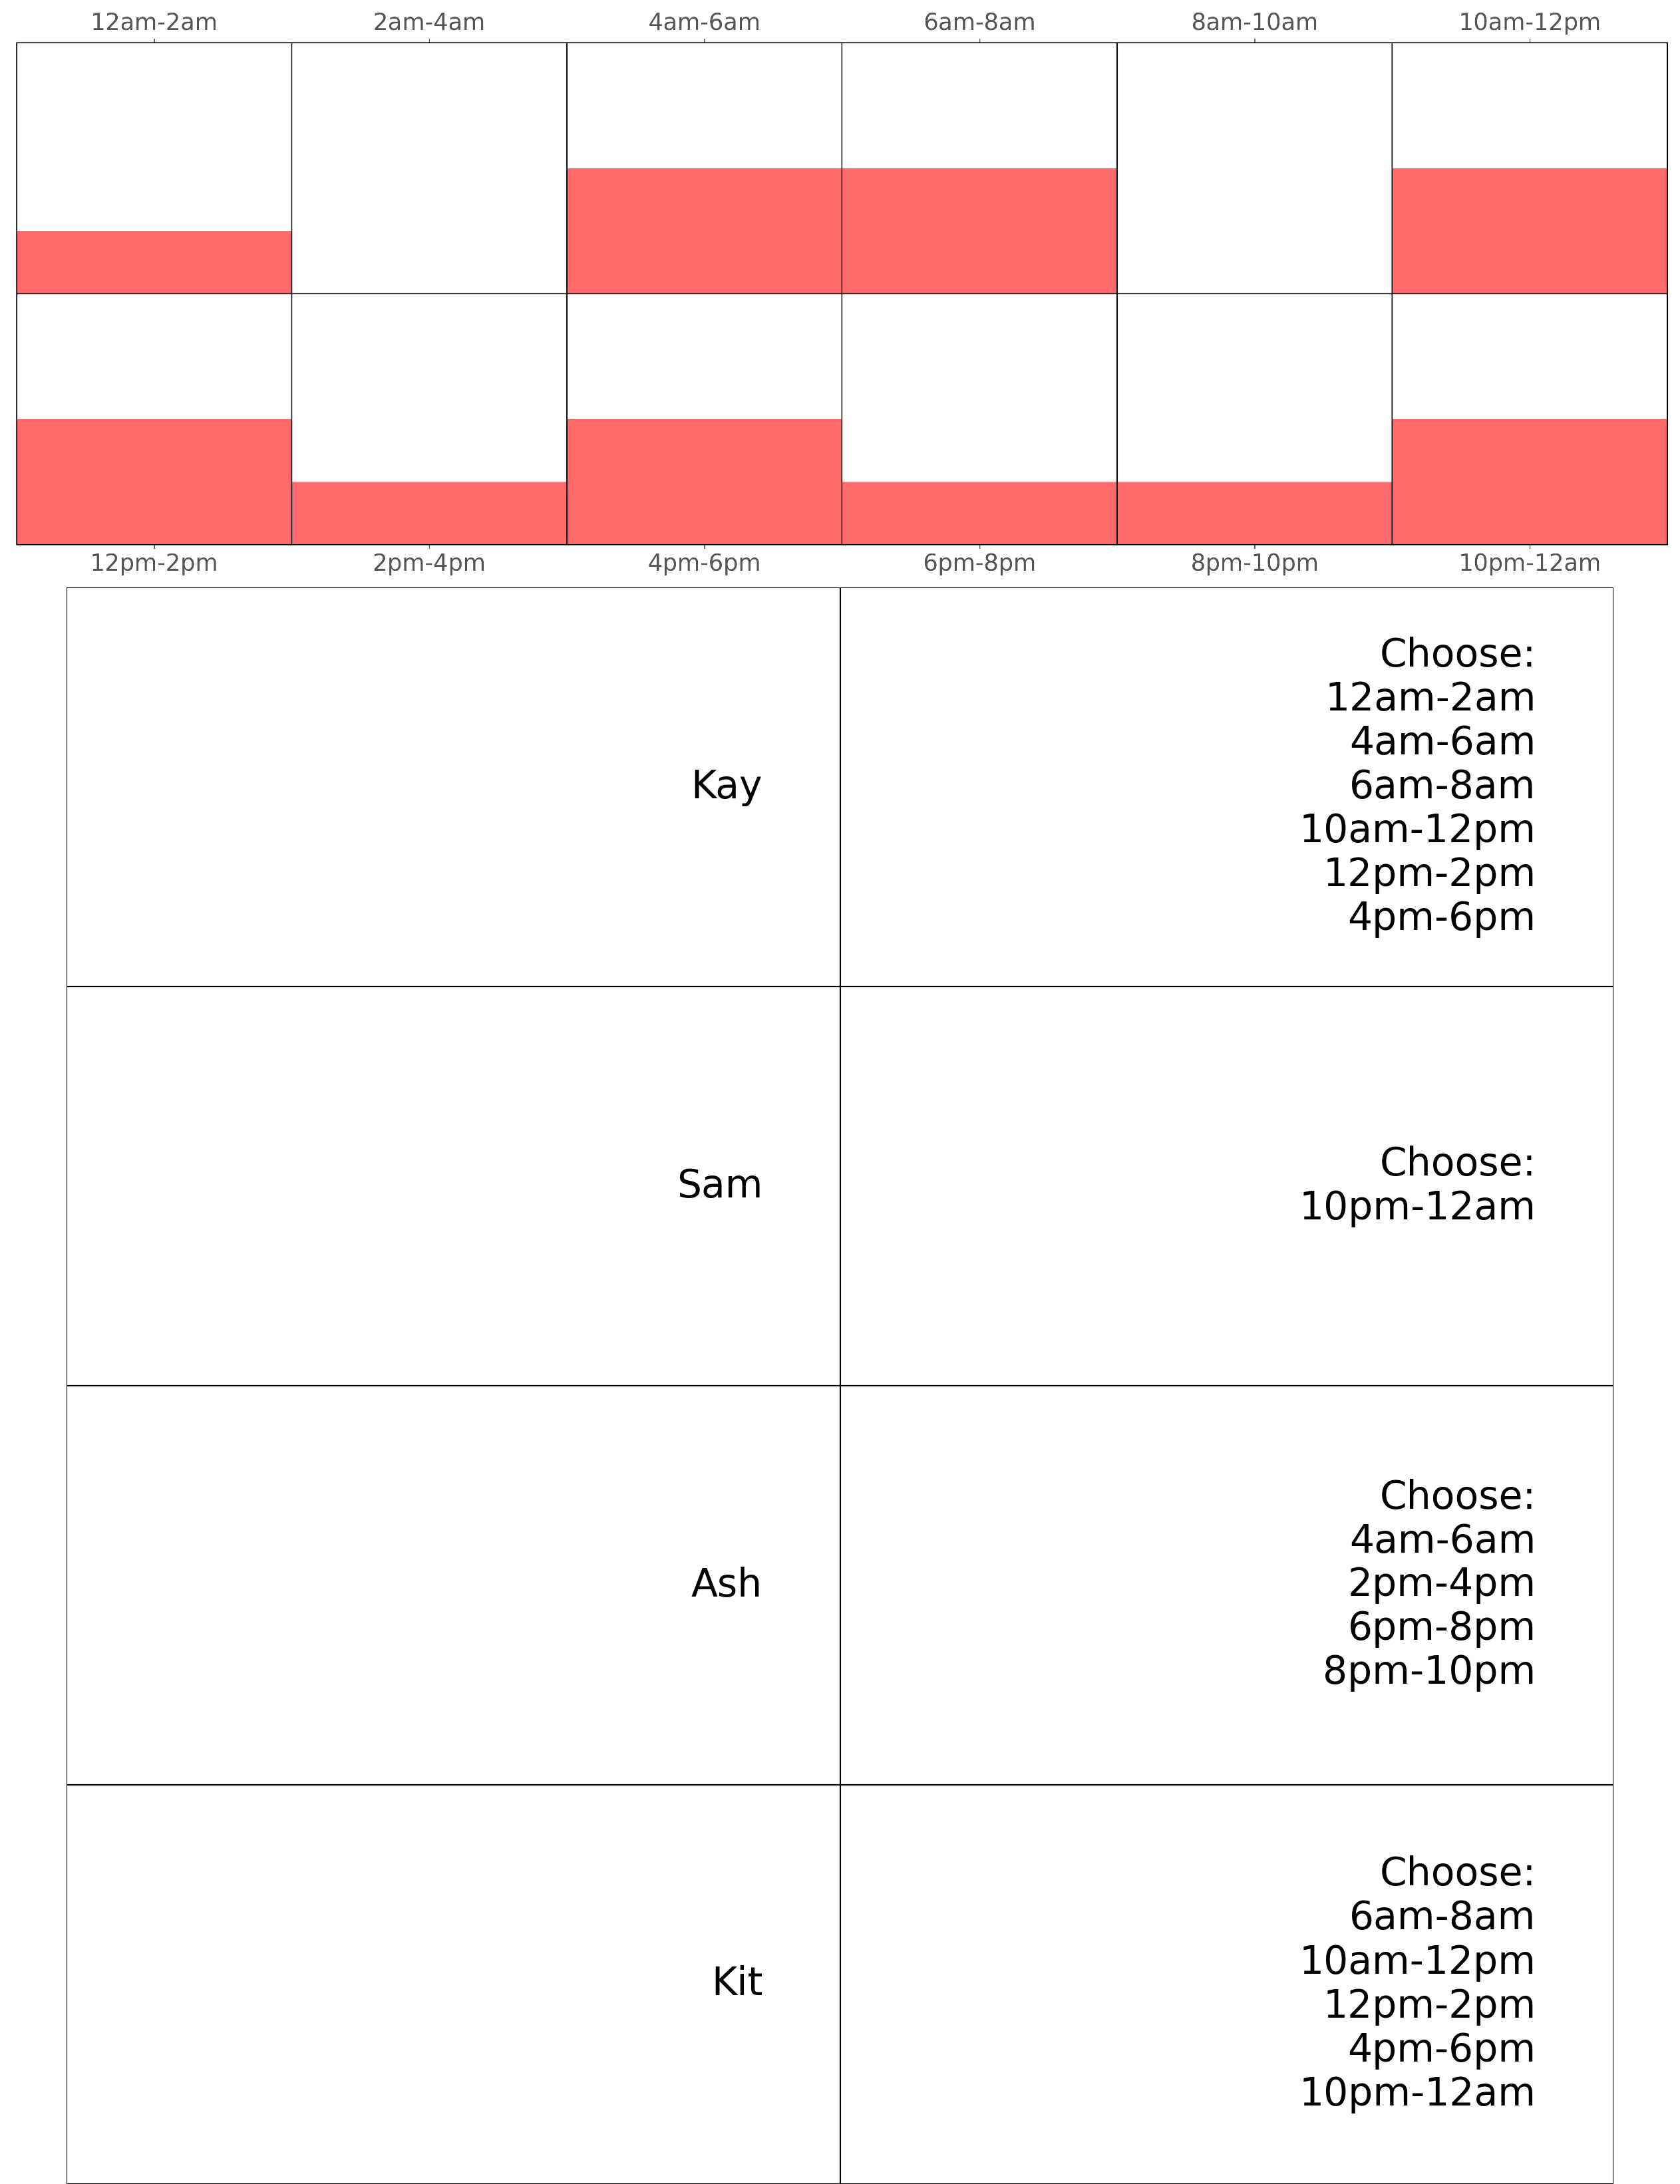 12am-2am 2am-4am 4am-6am 6am-8am 8am-10am 10am-12pm
12pm-2pm 2pm-4pm 4pm-6pm 6pm-8pm 8pm-10pm 10pm-12am
Kay
Choose:
12am-2am
4am-6am
6am-8am
10am-12pm
12pm-2pm
4pm-6pm
Sam
Choose:
10pm-12am
Ash
Choose:
4am-6am
2pm-4pm
6pm-8pm
8pm-10pm
Kit
Choose:
6am-8am
10am-12pm
12pm-2pm
4pm-6pm
10pm-12am